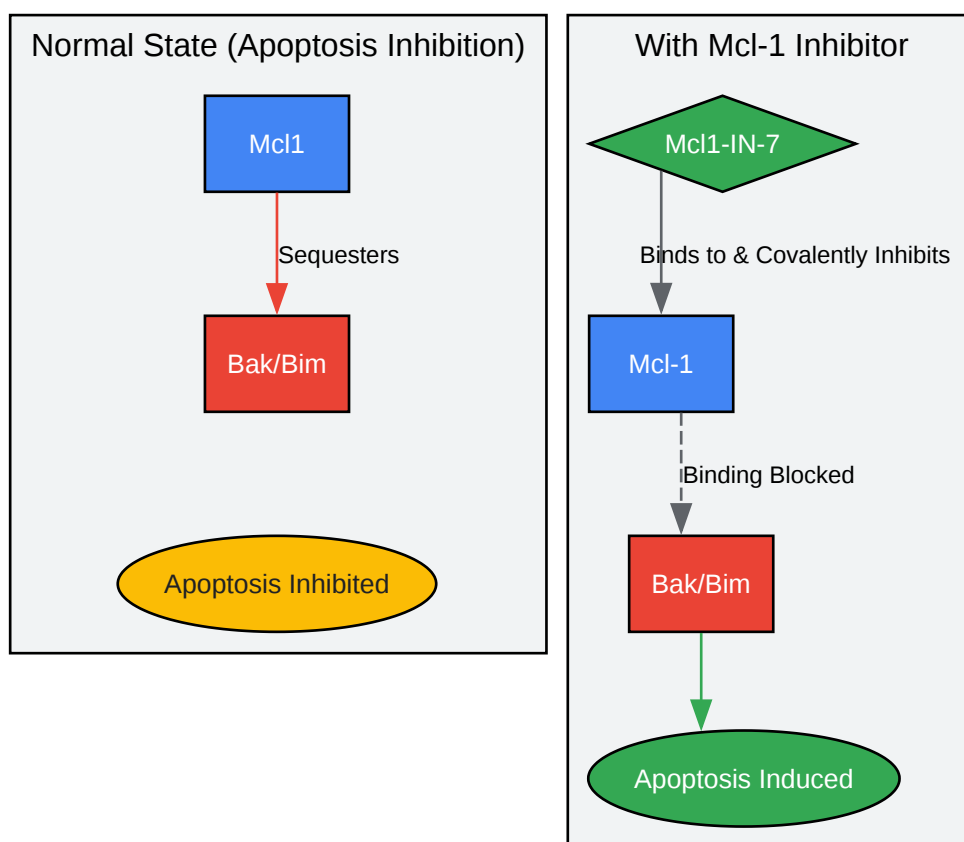 Normal State (Apoptosis Inhibition)
Mcl1
Sequesters
Bak/Bim
Apoptosis Inhibited
With Mcl-1 Inhibitor
Mcl1-IN-7
Binds to & Covalently Inhibits
Mcl-1
Binding Blocked
Bak/Bim
Apoptosis Induced